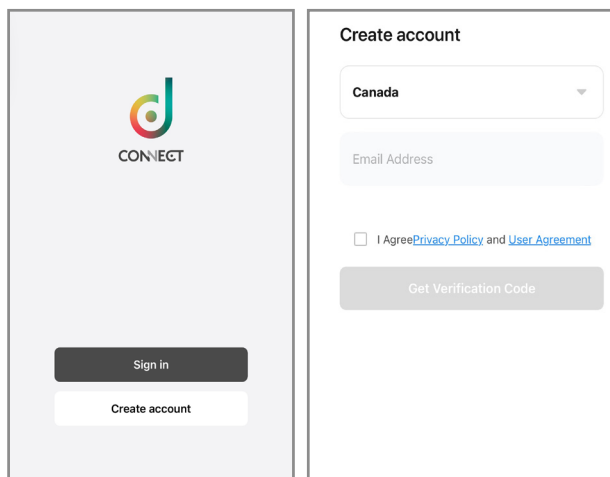 CONNECT
Sign in
Create account
Create account
Canada
Email Address
I AgreePrivacy Policy and User Agreement
Get Verification Code